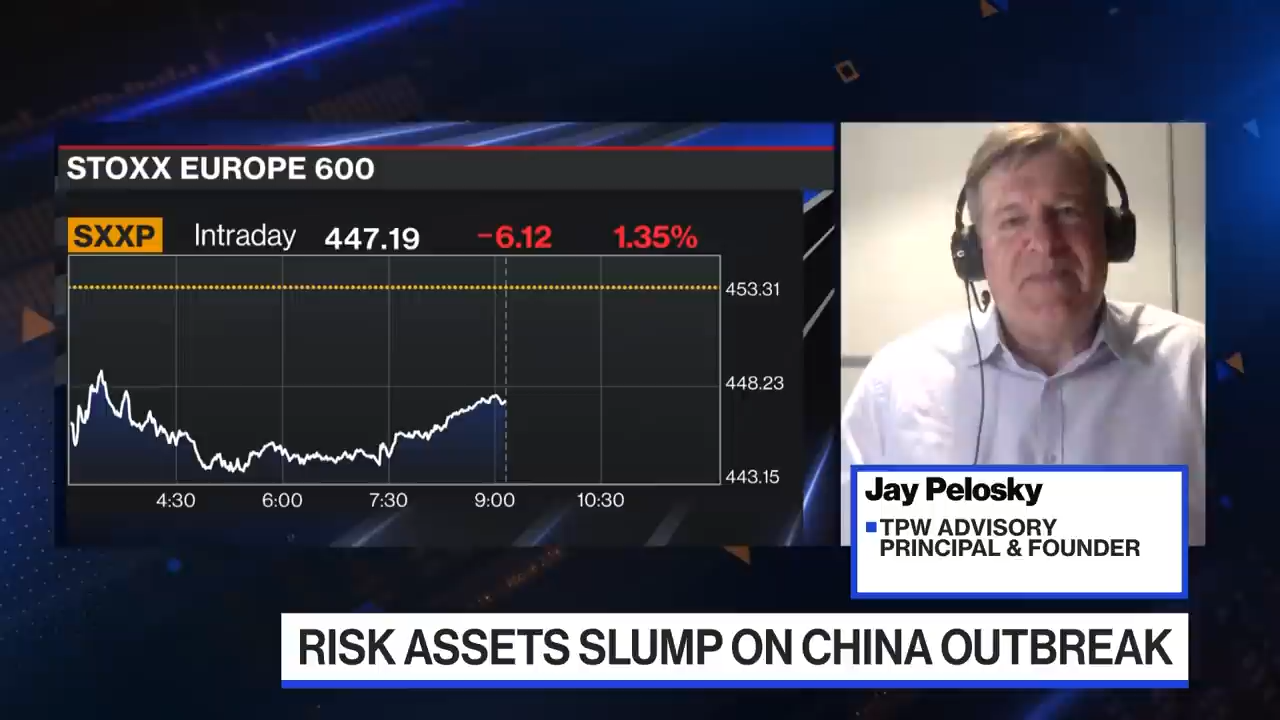 STOXX EUROPE 600
SXXP Intraday 447.19 −6.12 1.35%
453.31
448.23
443.15
4:30 6:00 7:30 9:00 10:30
Jay Pelosky
TPW ADVISORY
PRINCIPAL & FOUNDER
RISK ASSETS SLUMP ON CHINA OUTBREAK